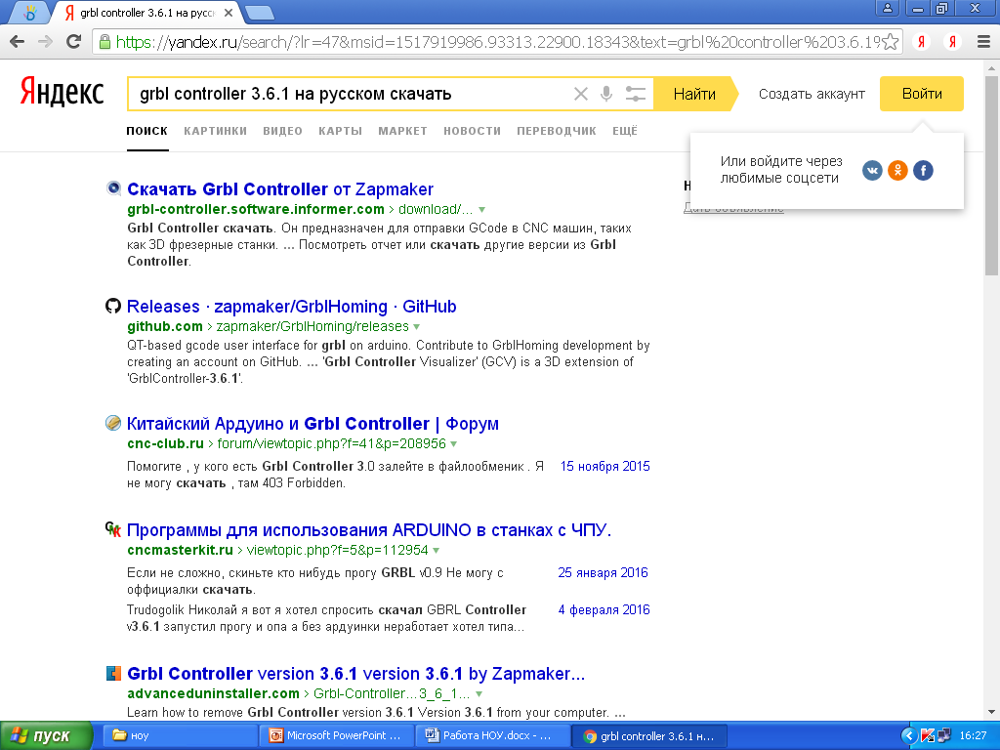 grbl controller 3.6.1 на русск
https://yandex.ru/search/?lr=47&msid=1517919986.93313.22900.18343&text=grbl%20controller%203.6.1%
Яндекс
grbl controller 3.6.1 на русском скачать
Найти
Создать аккаунт
Войти
ПОИСК КАРТИНКИ ВИДЕО КАРТЫ МАРКЕТ НОВОСТИ ПЕРЕВОДЧИК ЕЩЁ
Или войдите через
любимые соцсети
Дать объявление
Скачать Grbl Controller от Zapmaker
grbl-controller.software.informer.com › download/...
Grbl Controller скачать. Он предназначен для отправки GCode в CNC машин, таких
как 3D фрезерные станки. ... Посмотреть отчет или скачать другие версии из Grbl
Controller.
Releases · zapmaker/GrblHoming · GitHub
github.com › zapmaker/GrblHoming/releases
QT-based gcode user interface for grbl on arduino. Contribute to GrblHoming development by
creating an account on GitHub. ... 'Grbl Controller Visualizer' (GCV) is a 3D extension of
'GrblController-3.6.1'.
Китайский Ардуино и Grbl Controller | Форум
cnc-club.ru › forum/viewtopic.php?f=41&p=208956
Помогите , у кого есть Grbl Controller 3.0 залейте в файлообменик . Я 15 ноября 2015
не могу скачать , там 403 Forbidden.
Программы для использования ARDUINO в станках с ЧПУ.
cncmasterkit.ru › viewtopic.php?f=5&p=112954
Если не сложно, скиньте кто нибудь прогу GRBL v0.9 Не могу с 25 января 2016
оффициалки скачать.
Trudogolik Николай я вот я хотел спросить скачал GBRL Controller 4 февраля 2016
v3.6.1 запустил прогу и опа а без ардуинки неработает хотел типа...
Grbl Controller version 3.6.1 version 3.6.1 by Zapmaker...
advanceduninstaller.com › Grbl-Controller...3_6_1...
Learn how to remove Grbl Controller version 3.6.1 Version 3.6.1 from your computer. ...
пуск
ноу
Microsoft PowerPoint ...
Работа НОУ.docx - ...
grbl controller 3.6.1 н...
16:27